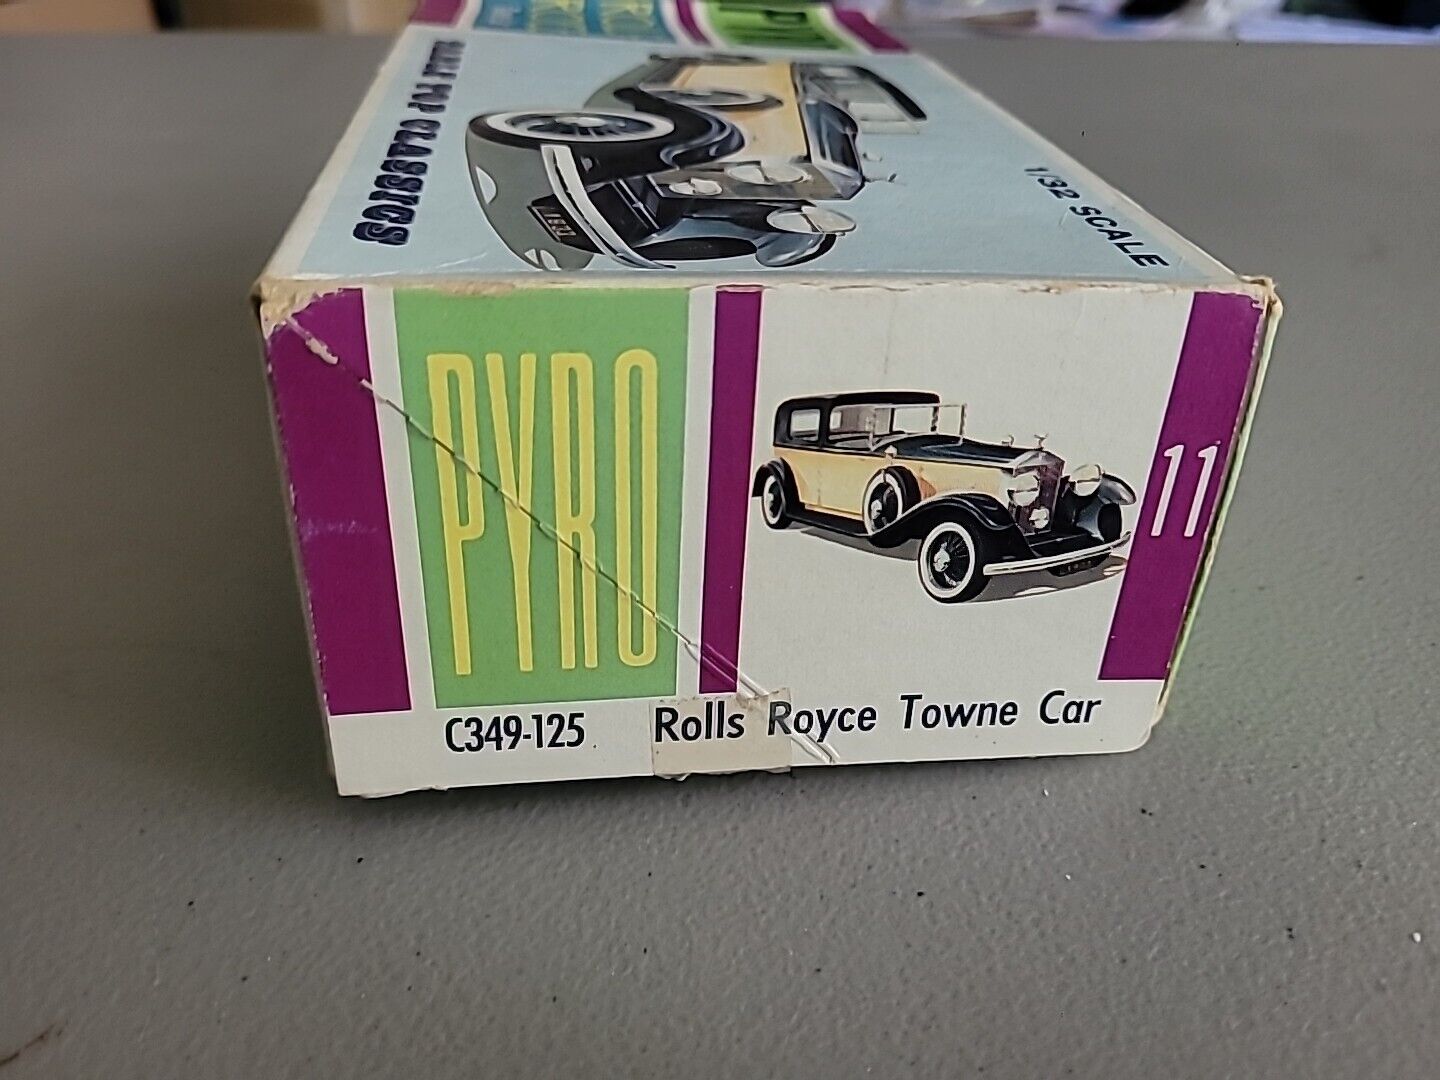 CLASSICS
1/32 SCALE
PYRO
11
C349-125
Rolls Royce Towne Car